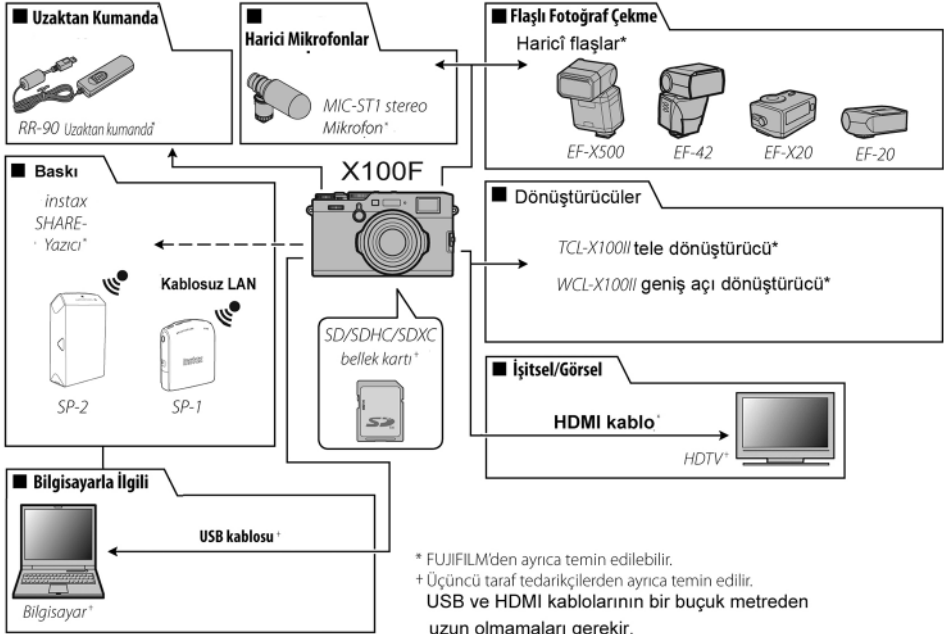 ■ Uzaktan Kumanda
RR-90 Uzaktan kumanda*
■
Harici Mikrofonlar
MIC-ST1 stereo
Mikrofon*
■ Flaşlı Fotoğraf Çekme
Haricî flaşlar*
EF-X500
EF-42
EF-X20
EF-20
■ Baskı
instax
SHARE-
Yazıcı*
Kablosuz LAN
SP-2
SP-1
X100F
SD/SDHC/SDXC
bellek kartı+
■ Dönüştürücüler
TCL-X100II tele dönüştürücü*
WCL-X100II geniş açı dönüştürücü*
■ İşitsel/Görsel
HDMI kablo+
HDTV+
■ Bilgisayarla İlgili
USB kablosu+
Bilgisayar+
* FUJIFILM'den ayrıca temin edilebilir.
+ Üçüncü taraf tedarikçilerden ayrıca temin edilir.
USB ve HDMI kablolarının bir buçuk metreden
uzun olmamaları gerekir.